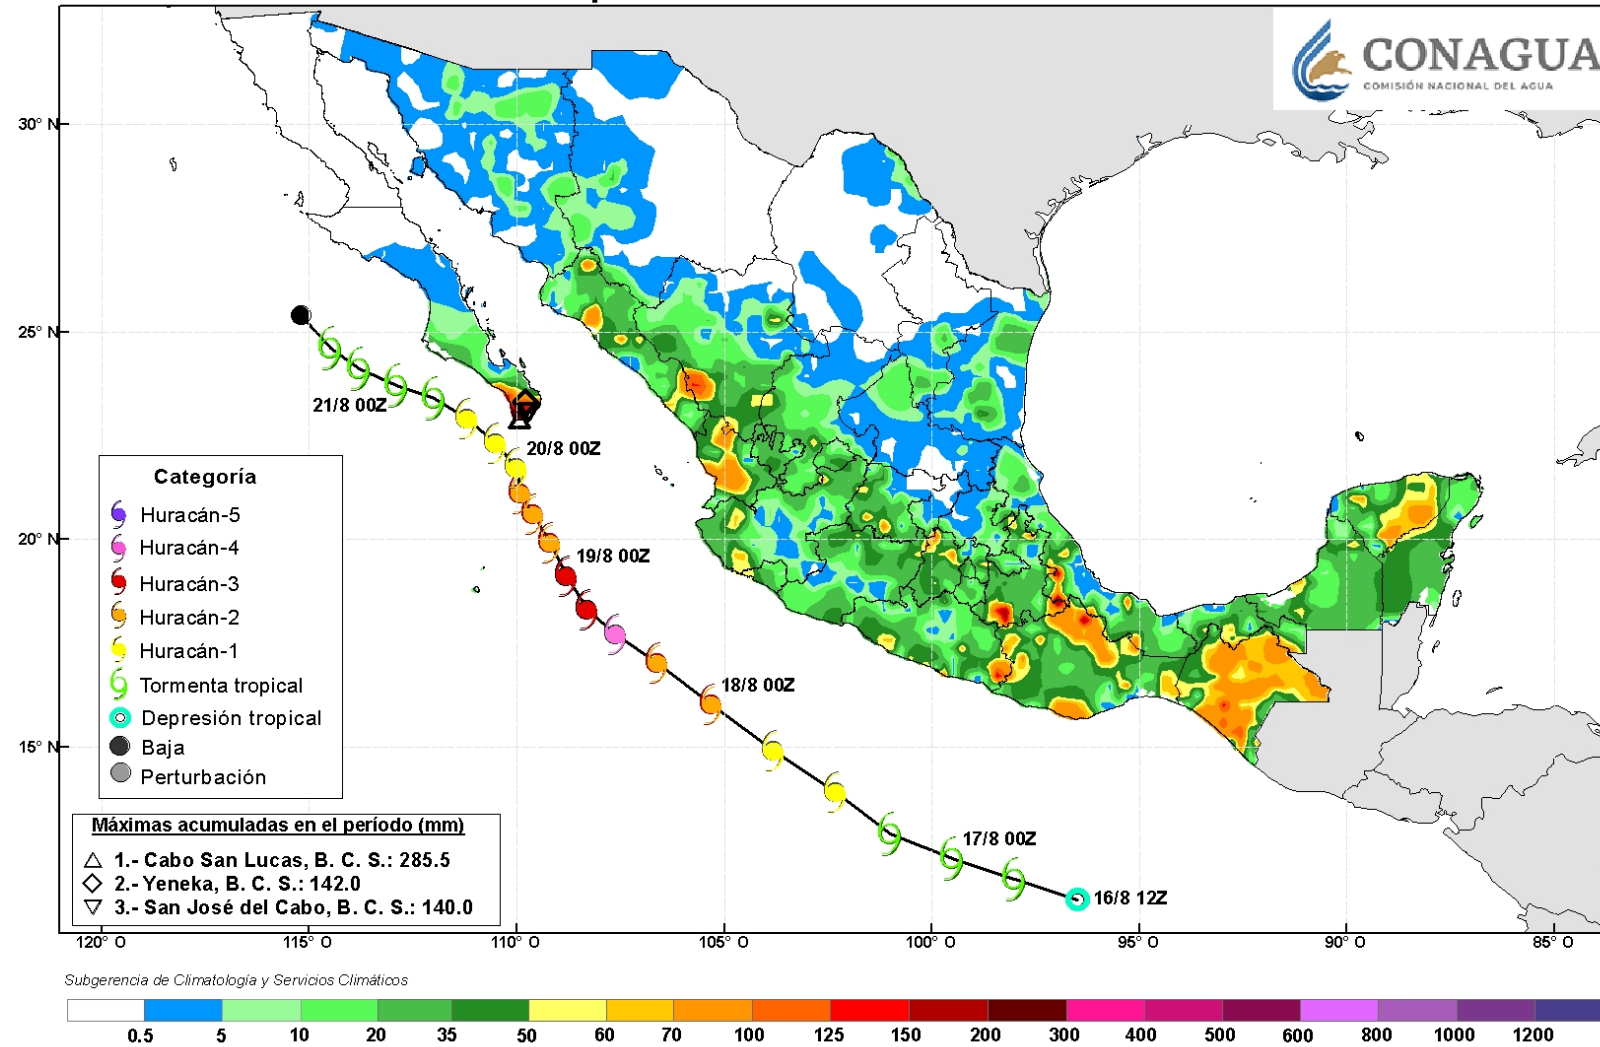 CONAGUA
COMISIÓN NACIONAL DEL AGUA
30° N
25° N
20° N
15° N
21/8 00Z
20/8 00Z
19/8 00Z
18/8 00Z
17/8 00Z
16/8 12Z
Categoría
Huracán-5
Huracán-4
Huracán-3
Huracán-2
Huracán-1
Tormenta tropical
Depresión tropical
Baja
Perturbación
Máximas acumuladas en el período (mm)
1.- Cabo San Lucas, B. C. S.: 285.5
2.- Yeneka, B. C. S.: 142.0
3.- San José del Cabo, B. C. S.: 140.0
120° O 115° O 110° O 105° O 100° O 95° O 90° O 85° O
Subgerencia de Climatología y Servicios Climáticos
0.5 5 10 20 35 50 60 70 100 125 150 200 300 400 500 600 800 1000 1200